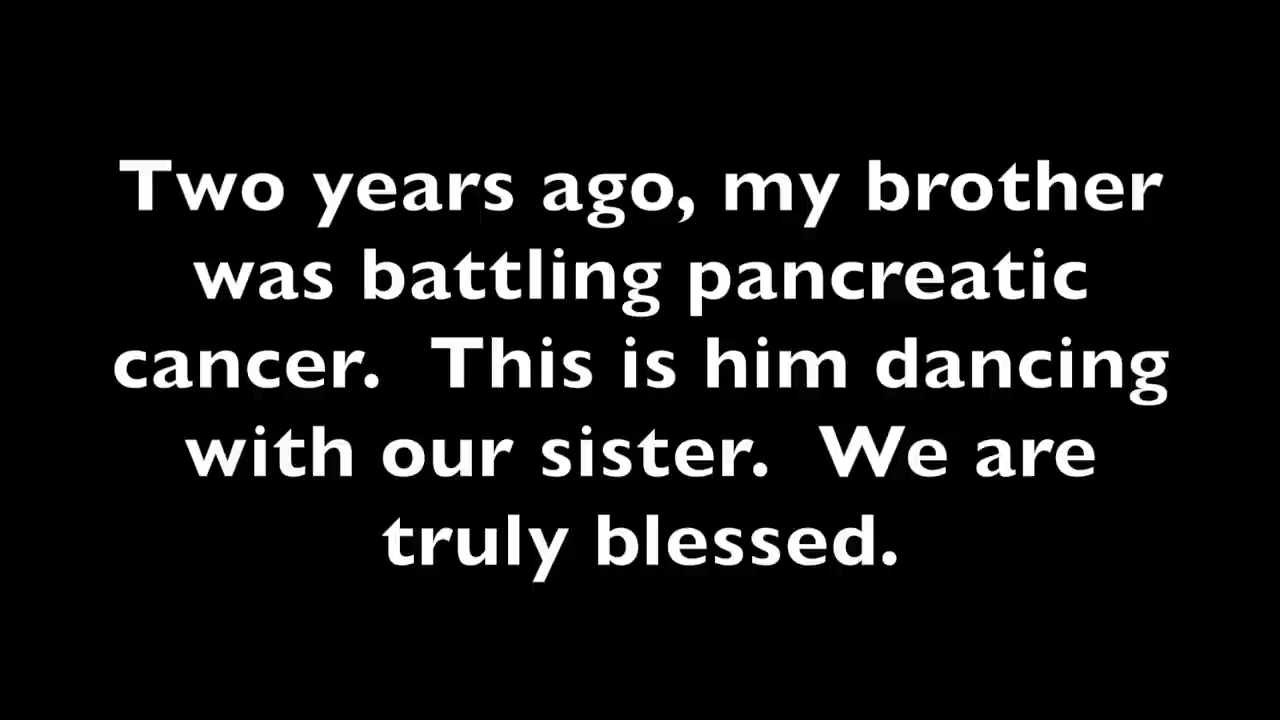 Two years ago, my brother
was battling pancreatic
cancer.  This is him dancing
with our sister.  We are
truly blessed.